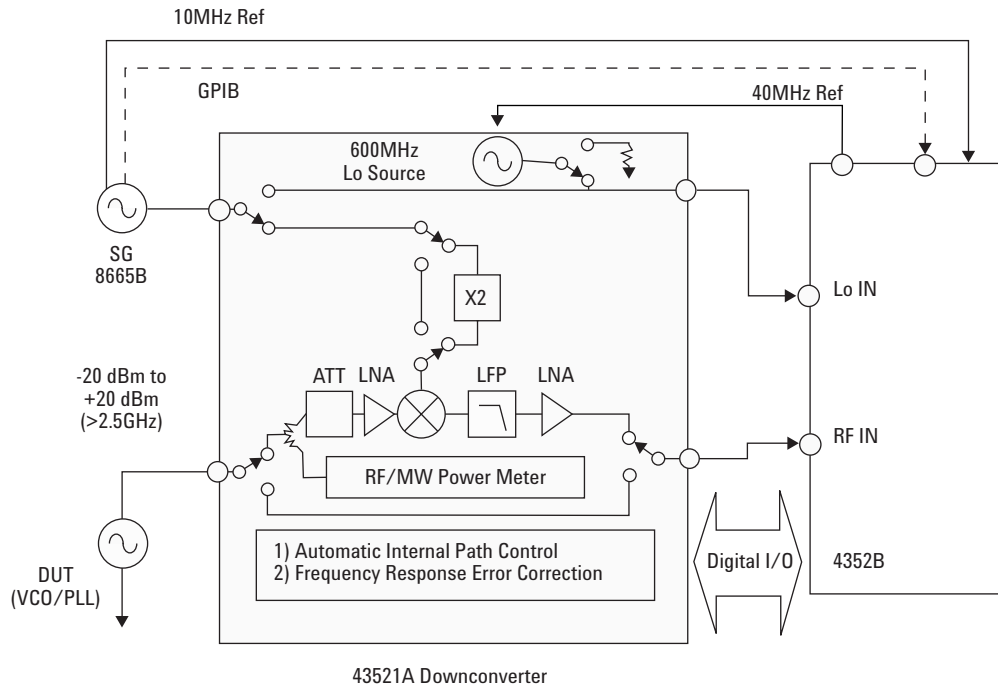 10MHz Ref
GPIB
40MHz Ref
600MHz
Lo Source
SG
8665B
X2
Lo IN
-20 dBm to
+20 dBm
(>2.5GHz)
ATT
LNA
LFP
LNA
RF IN
RF/MW Power Meter
1) Automatic Internal Path Control
2) Frequency Response Error Correction
Digital I/O
4352B
DUT
(VCO/PLL)
43521A Downconverter